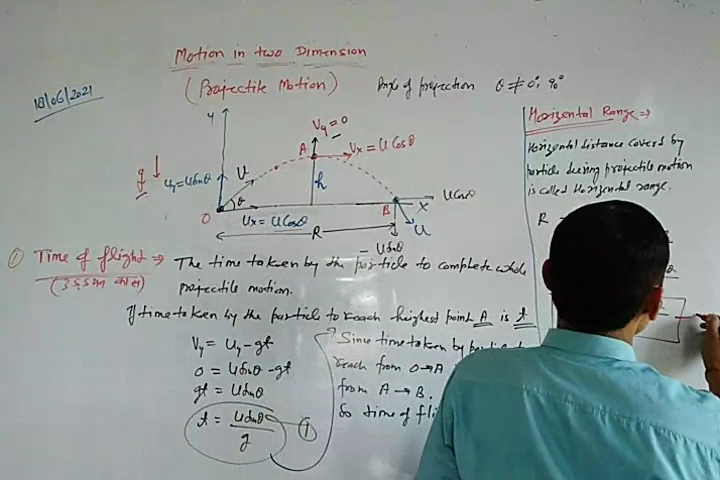 Motion in two Dimension
(Projectile Motion)
Angle of projection θ ≠ 0°, 90°
18/06/2021
y
Vy = 0
A
Vx = U Cosθ
g ↓
uy = U Sinθ
U
h
θ
O
B
X
U Cosθ
Ux = U Cosθ
U
R
- U Sinθ
① Time of flight ⇒ The time taken by the particle to complete whole
projectile motion.
If time taken by the particle to reach heighest point A is t.
Vy = uy - gt
0 = U Sinθ - gt
gt = U Sinθ
t = U Sinθ / g ①
Since time taken by
reach from O → A
from A → B.
So time of
Horizontal Range ⇒
Horizontal distance coverd by
particle during projectile motion
is called Horizontal range.
R